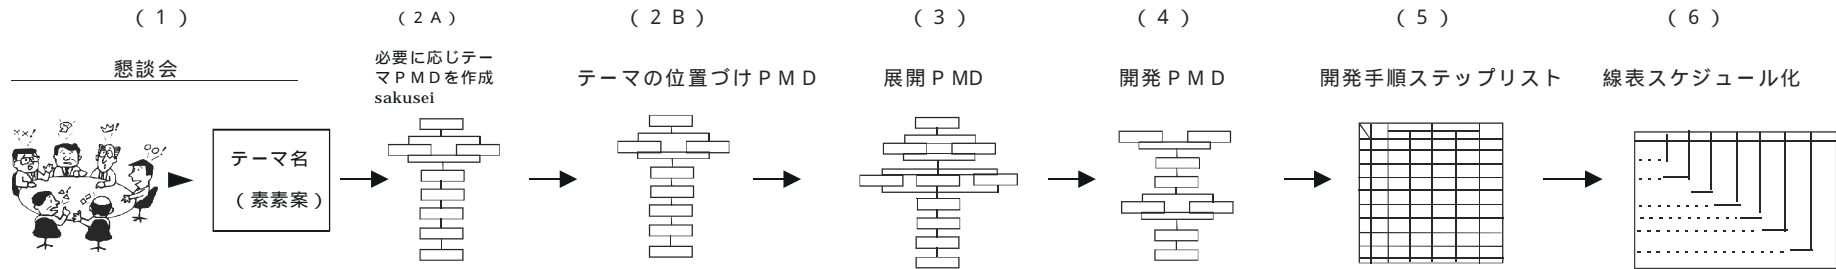 (1)
懇談会
テーマ名
(素素案)
(2A)
必要に応じテー
マPMDを作成
sakusei
(2B)
テーマの位置づけPMD
(3)
展開PMD
(4)
開発PMD
(5)
開発手順ステップリスト
(6)
線表スケジュール化